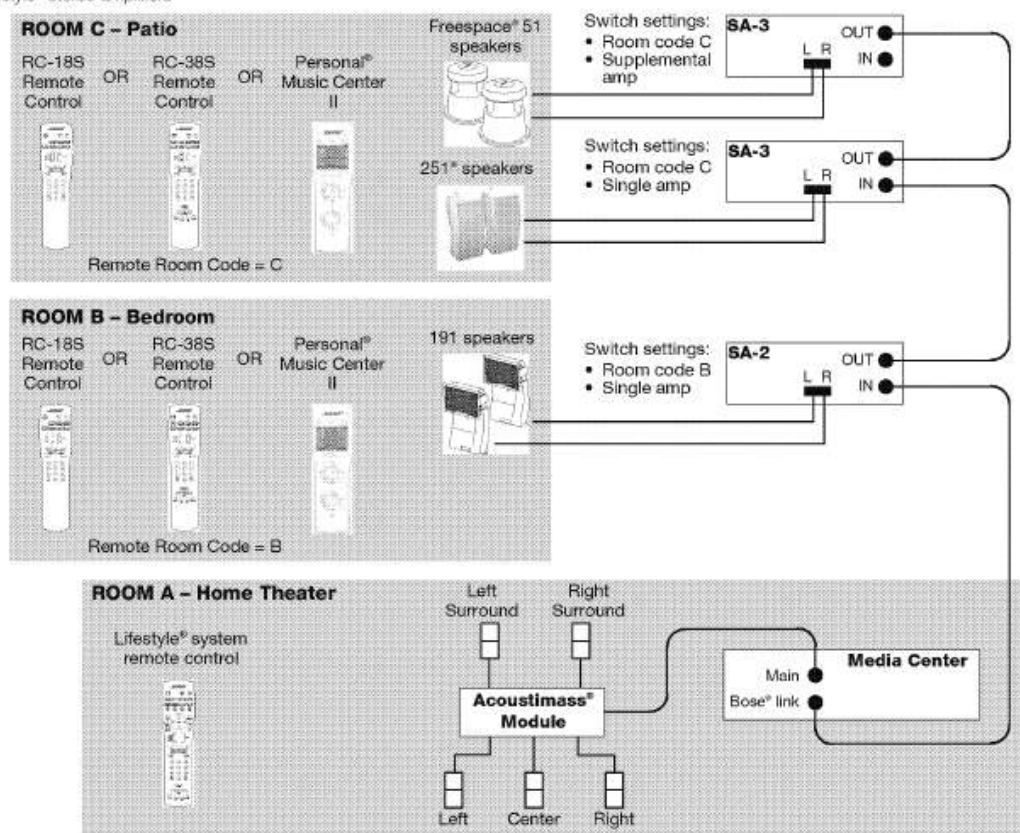 ROOM C – Patio
RC-18S
Remote
Control
OR
RC-38S
Remote
Control
OR
Personal®
Music Center
II
Remote Room Code = C
Freespace® 51
speakers
251® speakers
Switch settings:
• Room code C
• Supplemental
amp
SA-3
L R
OUT
IN
Switch settings:
• Room code C
• Single amp
SA-3
L R
OUT
IN
ROOM B – Bedroom
RC-18S
Remote
Control
OR
RC-38S
Remote
Control
OR
Personal®
Music Center
II
Remote Room Code = B
191 speakers
Switch settings:
• Room code B
• Single amp
SA-2
L R
OUT
IN
ROOM A – Home Theater
Lifestyle® system
remote control
Left
Surround
Right
Surround
Acoustimass®
Module
Left
Center
Right
Media Center
Main
Bose® link